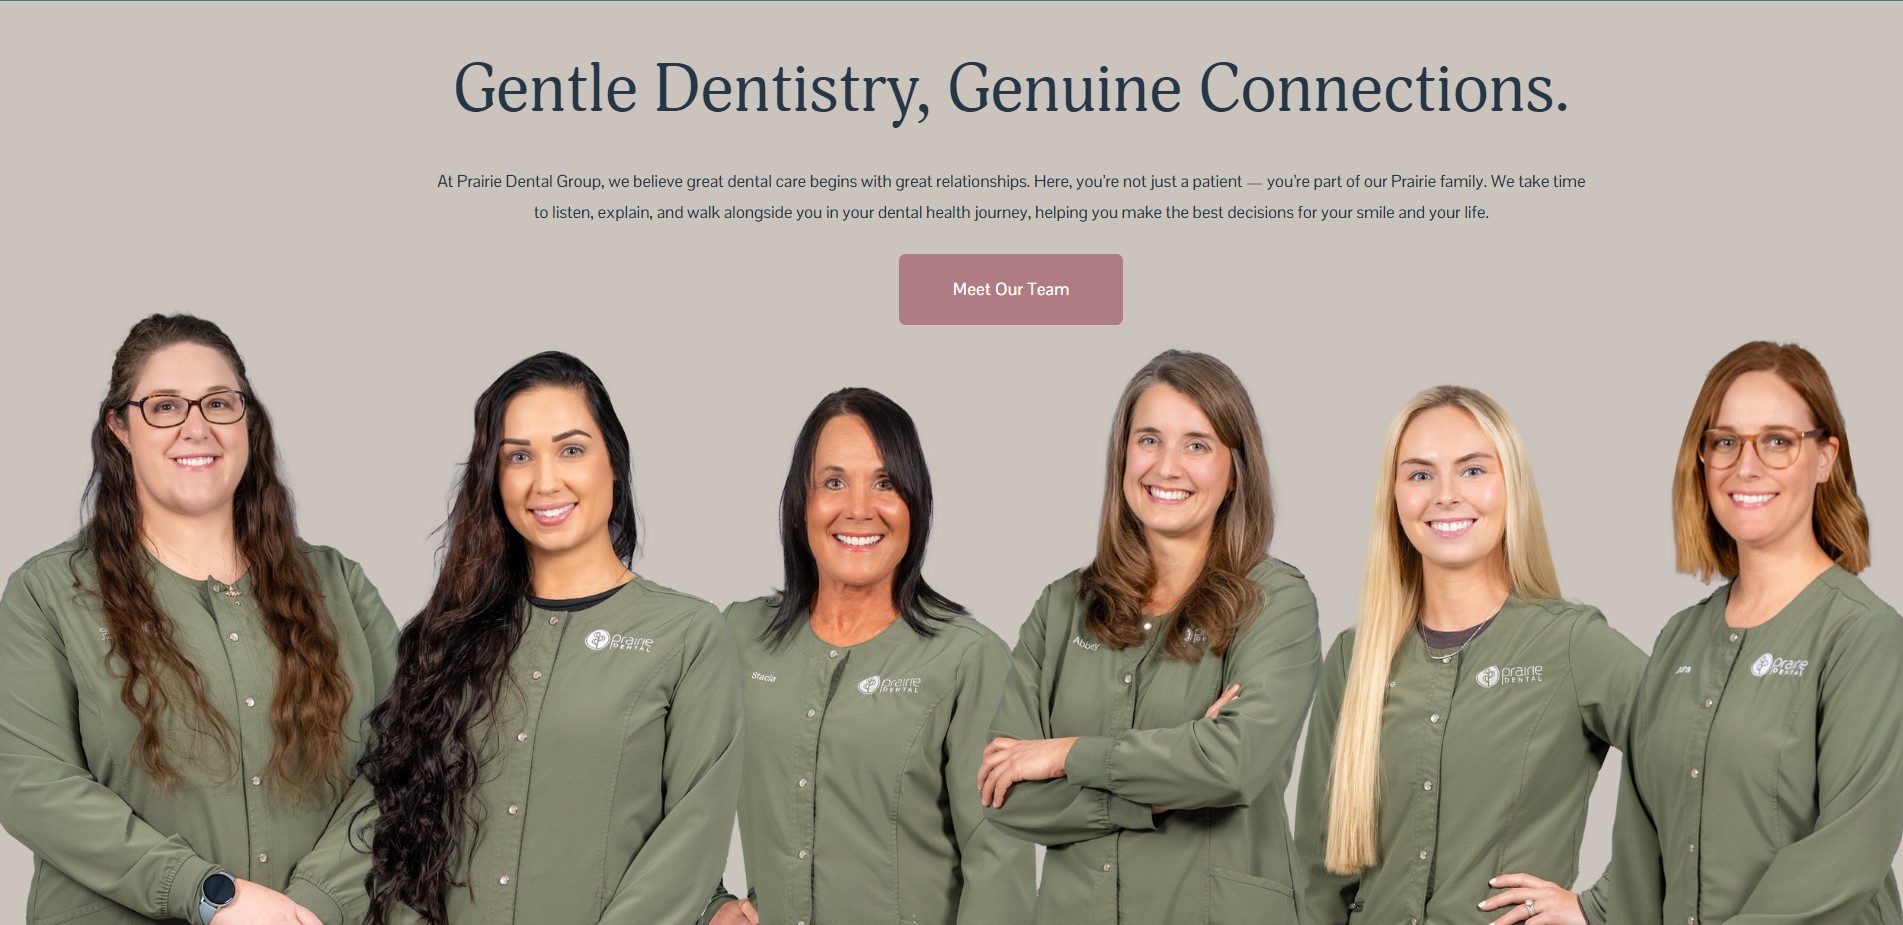 Gentle Dentistry, Genuine Connections.
At Prairie Dental Group, we believe great dental care begins with great relationships. Here, you're not just a patient — you're part of our Prairie family. We take time
to listen, explain, and walk alongside you in your dental health journey, helping you make the best decisions for your smile and your life.
Meet Our Team
prairie
DENTAL
Stacia
prairie
DENTAL
Abbey
prairie
DENTAL
prairie
DENTAL